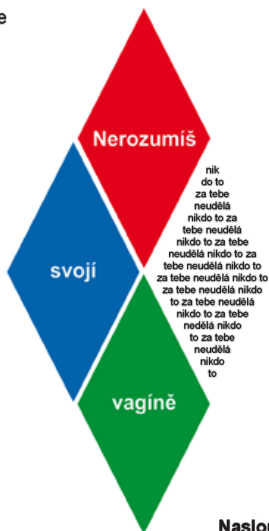 e
Nerozumíš
svojí
vagíně
nik
do to
za tebe
neudělá
nikdo to za
tebe neudělá
nikdo to za tebe
neudělá nikdo to za
tebe neudělá nikdo to
za tebe neudělá nikdo to
za tebe neudělá nikdo
to za tebe neudělá
nikdo to za tebe
nedělá nikdo
to za tebe
neudělá
nikdo
to
Naslou